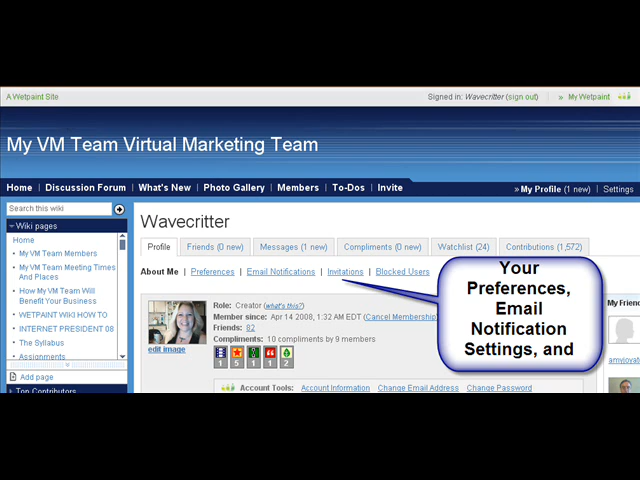 A Wetpaint Site
Signed in: Wavecritter (sign out) » My Wetpaint
My VM Team Virtual Marketing Team
Home | Discussion Forum | What's New | Photo Gallery | Members | To-Dos | Invite
» My Profile (1 new) | Settings
Search this wiki
Wiki pages
Home
My VM Team Members
My VM Team Meeting Times
And Places
How My VM Team Will
Benefit Your Business
WETPAINT WIKI HOW TO
INTERNET PRESIDENT 08
The Syllabus
Assignments
Add page
Top Contributors
Wavecritter
Profile Friends (0 new) Messages (1 new) Compliments (0 new) Watchlist (24) Contributions (1,572)
About Me | Preferences | Email Notifications | Invitations | Blocked Users
edit image
Role: Creator (what's this?)
Member since: Apr 14 2008, 1:32 AM EDT (Cancel Membership)
Friends: 82
Compliments: 10 compliments by 9 members
1 5 1 1 2
Account Tools: Account Information Change Email Address Change Password
Your
Preferences,
Email
Notification
Settings, and
My Frien